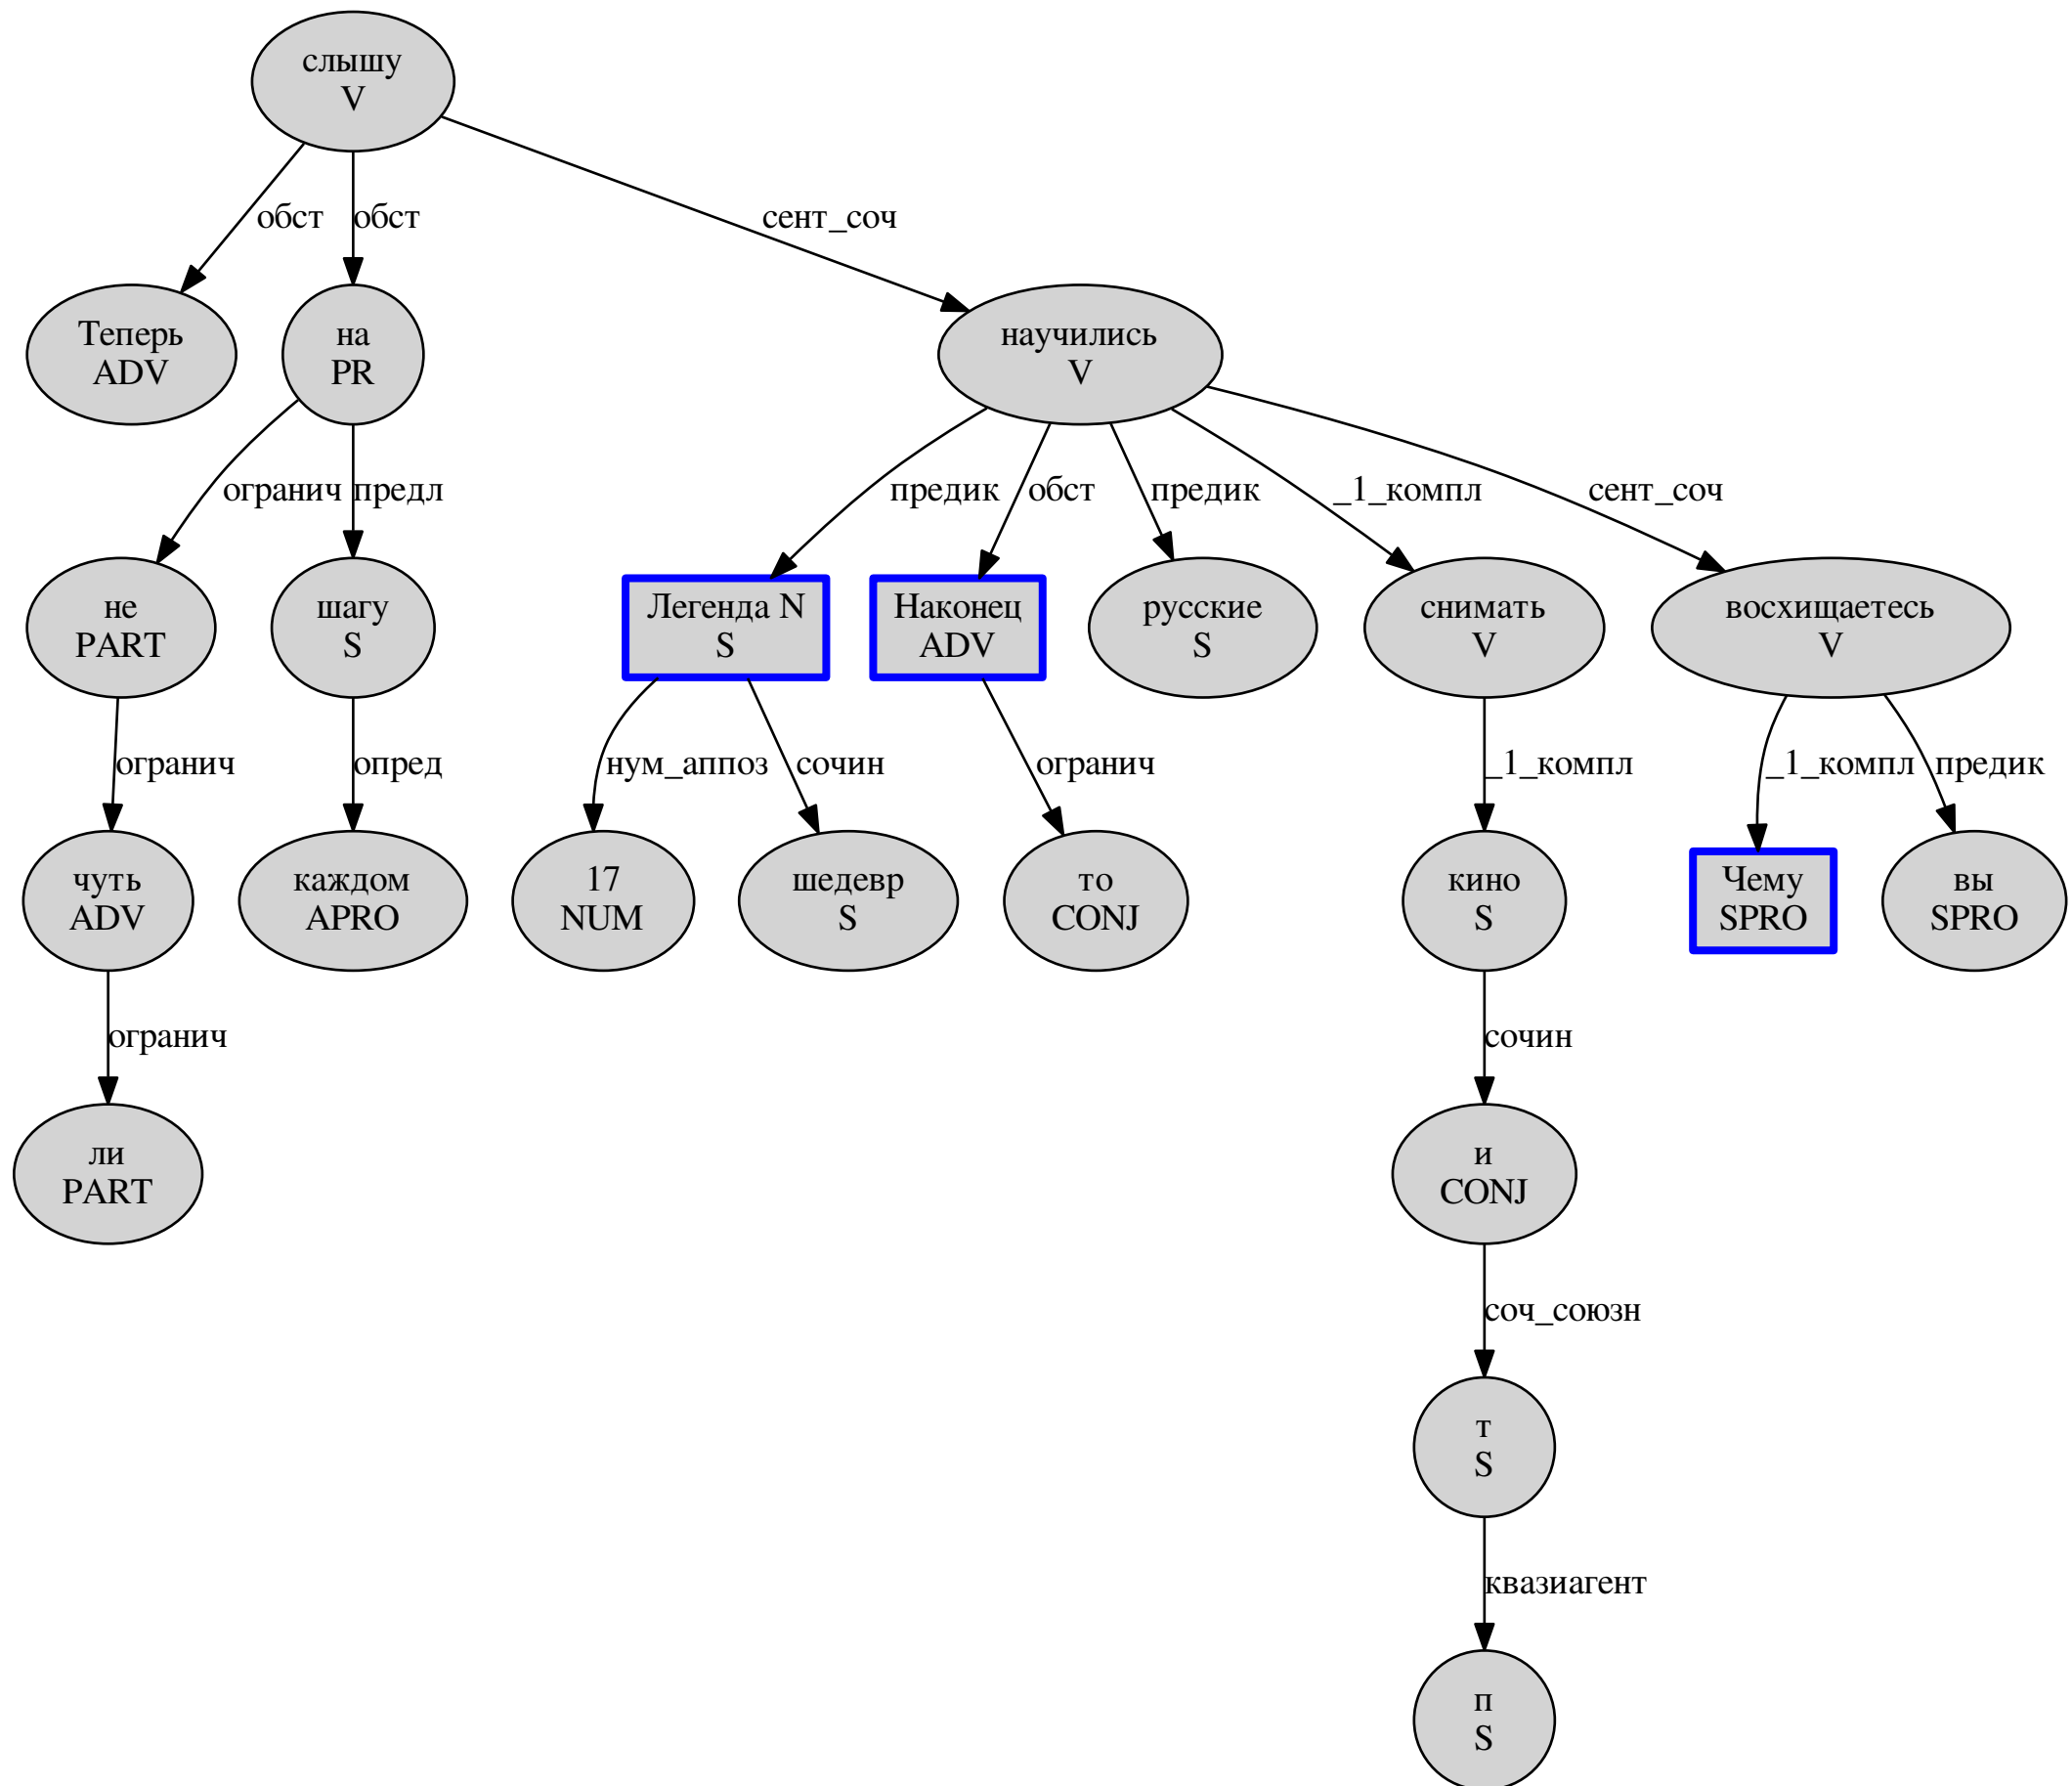 слышу
V
обст
обст
сент_соч
Теперь
ADV
на
PR
научились
V
огранич
предл
предик
обст
предик
_1_компл
сент_соч
не
PART
шагу
S
Легенда N
S
Наконец
ADV
русские
S
снимать
V
восхищаетесь
V
огранич
опред
нум_аппоз
сочин
огранич
_1_компл
_1_компл
предик
чуть
ADV
каждом
APRO
17
NUM
шедевр
S
то
CONJ
кино
S
Чему
SPRO
вы
SPRO
огранич
сочин
ли
PART
и
CONJ
соч_союзн
т
S
квазиагент
п
S